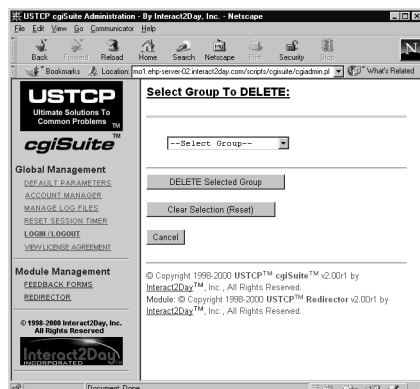 USTCP cgiSuite Administration - By Interact2Day, Inc. - Netscape
File Edit View Go Communicator Help
Back Forward Reload Home Search Netscape Print Security Stop
Bookmarks Location: mo1.ehp-server-02.interact2day.com/scripts/cgisuite/cgiadmin.pl What's Related
USTCP
Ultimate Solutions To
Common Problems TM
cgiSuite TM
Global Management
DEFAULT PARAMETERS
ACCOUNT MANAGER
MANAGE LOG FILES
RESET SESSION TIMER
LOGIN / LOGOUT
VIEW LICENSE AGREEMENT
Module Management
FEEDBACK FORMS
REDIRECTOR
© 1998-2000 Interact2Day, Inc.
All Rights Reserved
Interact2Day
INCORPORATED
Select Group To DELETE:
--Select Group--
DELETE Selected Group
Clear Selection (Reset)
Cancel
© Copyright 1998-2000 USTCP™ cgiSuite™ v2.00r1 by
Interact2Day™, Inc., All Rights Reserved.
Module: © Copyright 1998-2000 USTCP™ Redirector v2.00r1 by
Interact2Day™, Inc., All Rights Reserved.
Document: Done